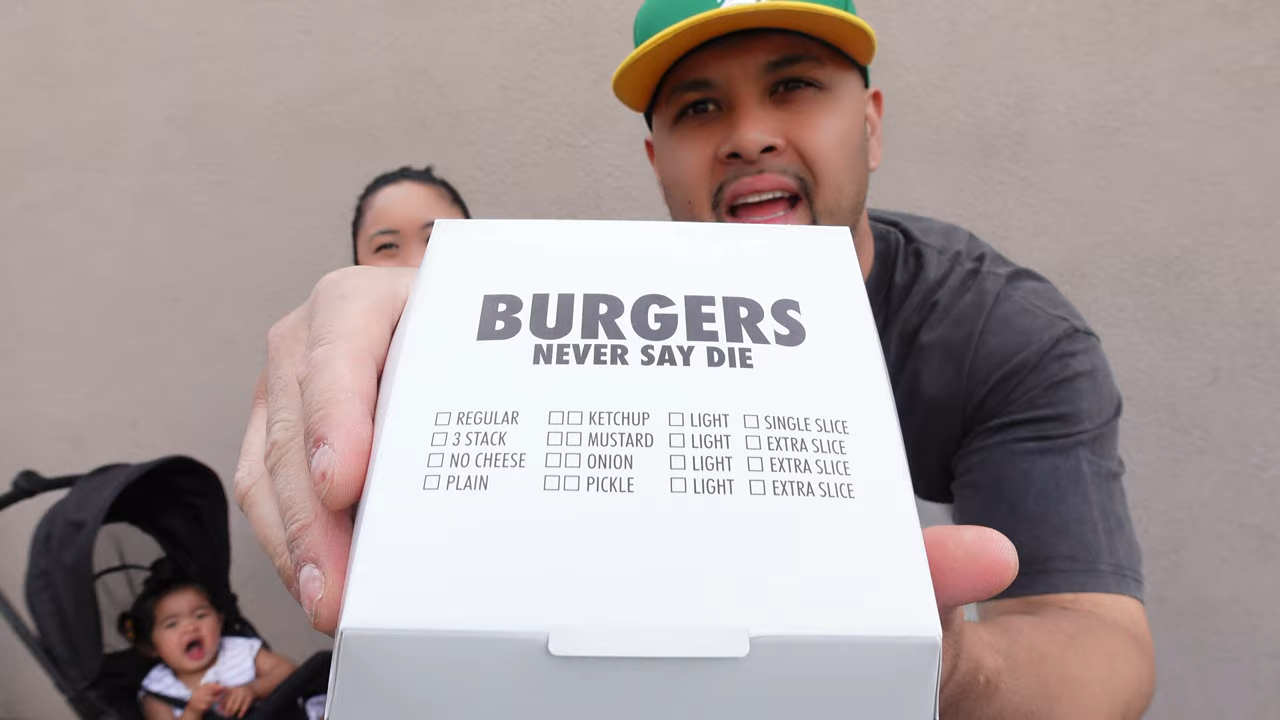 BURGERS
NEVER SAY DIE
☐ REGULAR ☐☐ KETCHUP ☐ LIGHT ☐ SINGLE SLICE
☐ 3 STACK ☐☐ MUSTARD ☐ LIGHT ☐ EXTRA SLICE
☐ NO CHEESE ☐☐ ONION ☐ LIGHT ☐ EXTRA SLICE
☐ PLAIN ☐☐ PICKLE ☐ LIGHT ☐ EXTRA SLICE